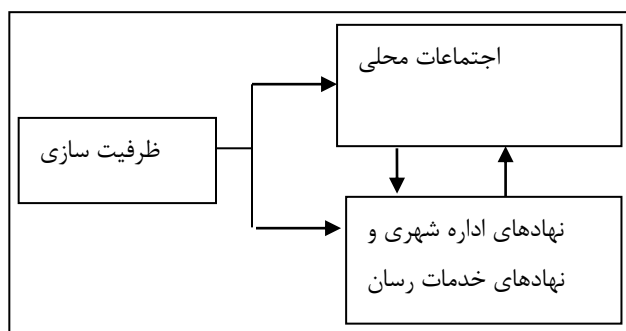 اجتماعات محلی
ظرفیت سازی
نهادهای اداره شهری و
نهادهای خدمات رسان